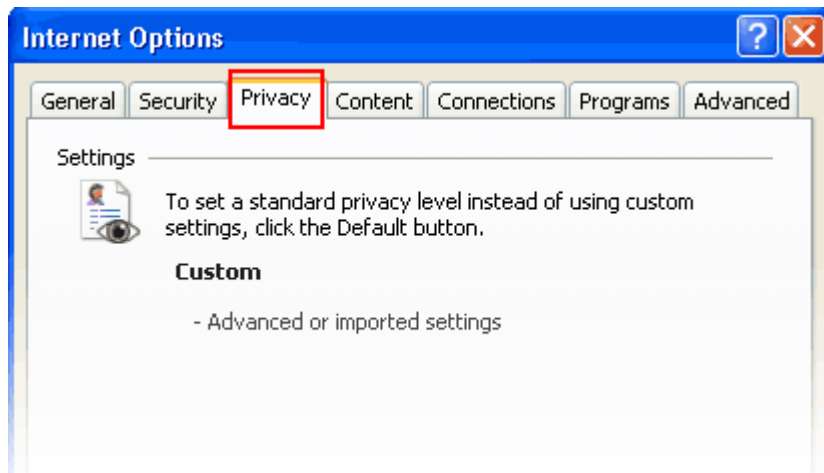 Internet Options
General Security Privacy Content Connections Programs Advanced
Settings
To set a standard privacy level instead of using custom
settings, click the Default button.
Custom
- Advanced or imported settings